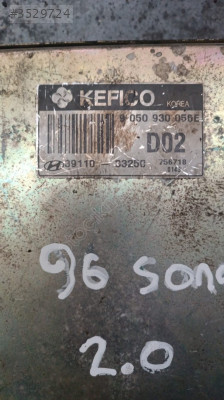 #3529724
KEFICO KOREA
9 050 930 066E
D02
39110-33250
96 SONA
2.0